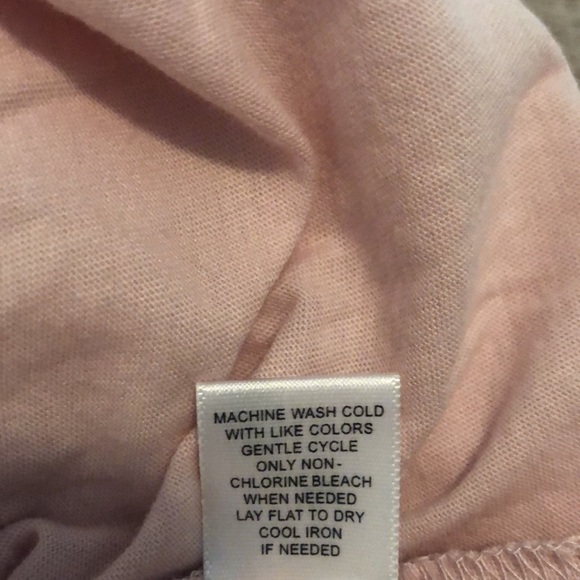 MACHINE WASH COLD
WITH LIKE COLORS
GENTLE CYCLE
ONLY NON-
CHLORINE BLEACH
WHEN NEEDED
LAY FLAT TO DRY
COOL IRON
IF NEEDED